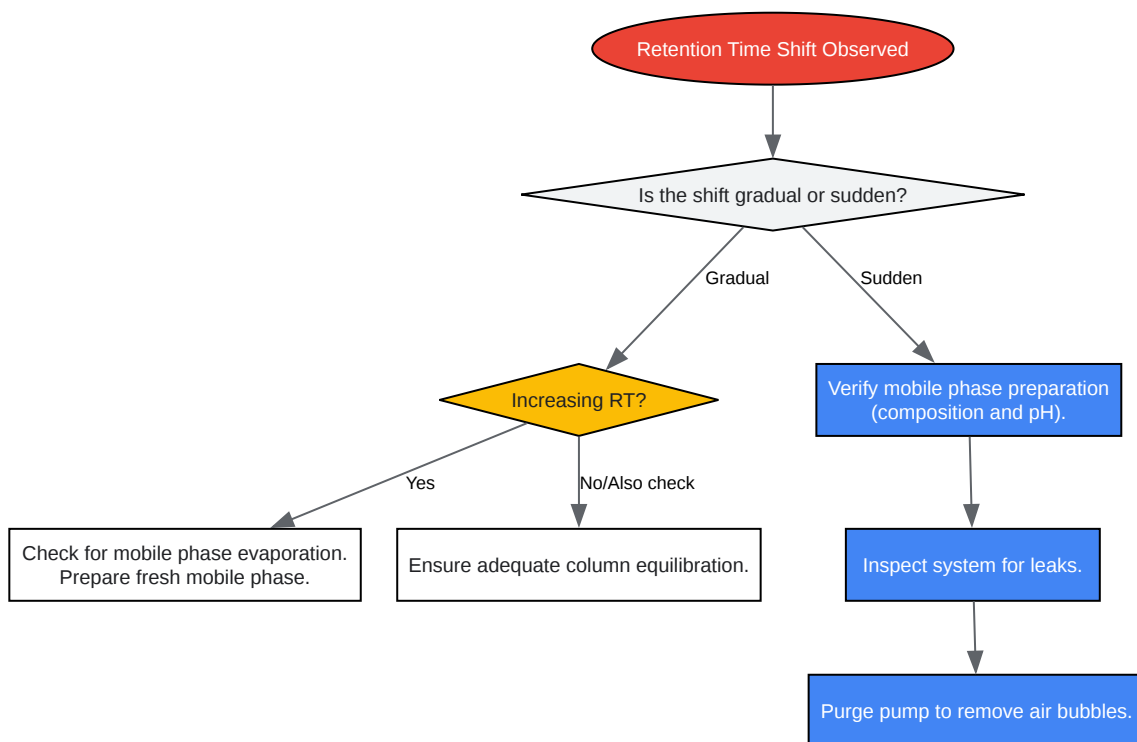 Retention Time Shift Observed
Is the shift gradual or sudden?
Gradual
Sudden
Increasing RT?
Verify mobile phase preparation
(composition and pH).
Yes
No/Also check
Check for mobile phase evaporation.
Prepare fresh mobile phase.
Ensure adequate column equilibration.
Inspect system for leaks.
Purge pump to remove air bubbles.